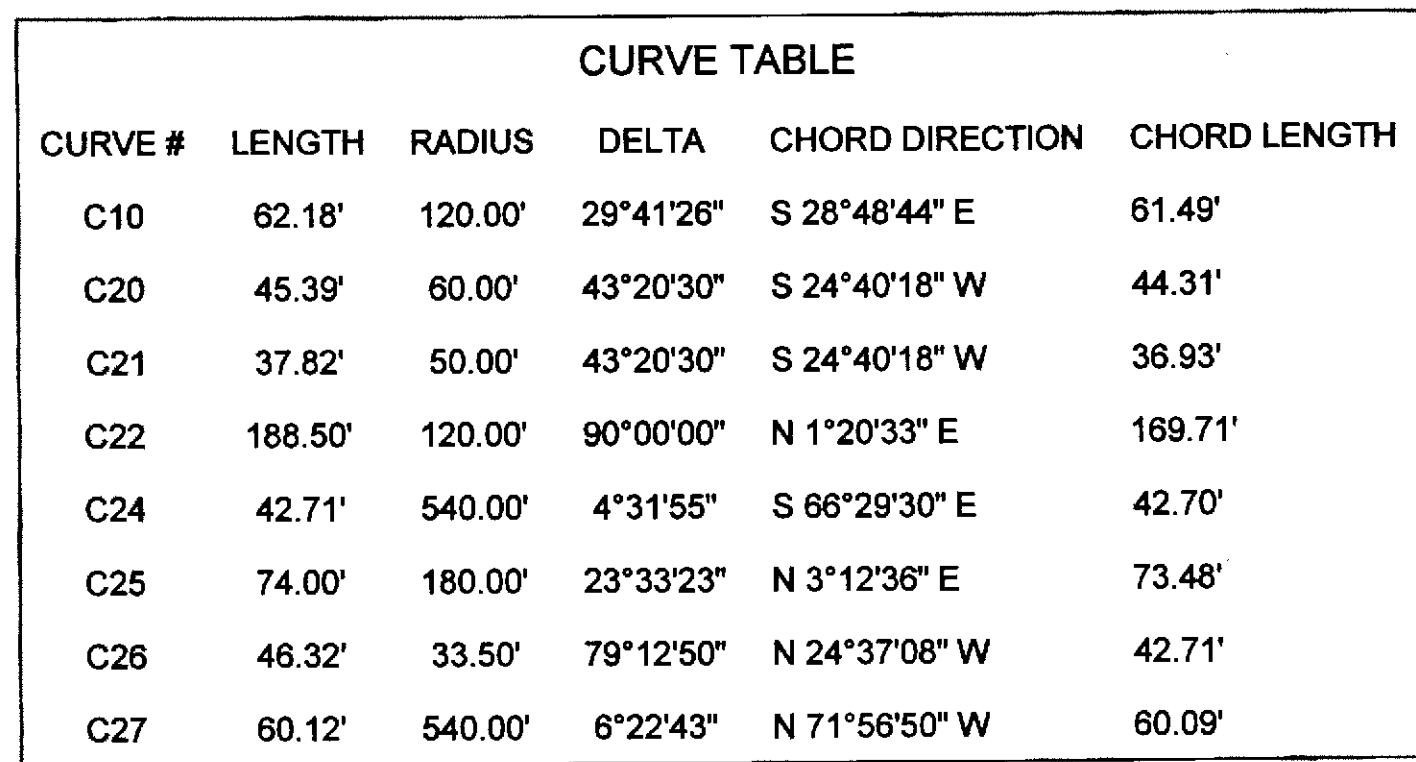 CURVE TABLE
CURVE # LENGTH RADIUS DELTA CHORD DIRECTION CHORD LENGTH
C10 62.18' 120.00' 29°41'26" S 28°48'44" E 61.49'
C20 45.39' 60.00' 43°20'30" S 24°40'18" W 44.31'
C21 37.82' 50.00' 43°20'30" S 24°40'18" W 36.93'
C22 188.50' 120.00' 90°00'00" N 1°20'33" E 169.71'
C24 42.71' 540.00' 4°31'55" S 66°29'30" E 42.70'
C25 74.00' 180.00' 23°33'23" N 3°12'36" E 73.48'
C26 46.32' 33.50' 79°12'50" N 24°37'08" W 42.71'
C27 60.12' 540.00' 6°22'43" N 71°56'50" W 60.09'